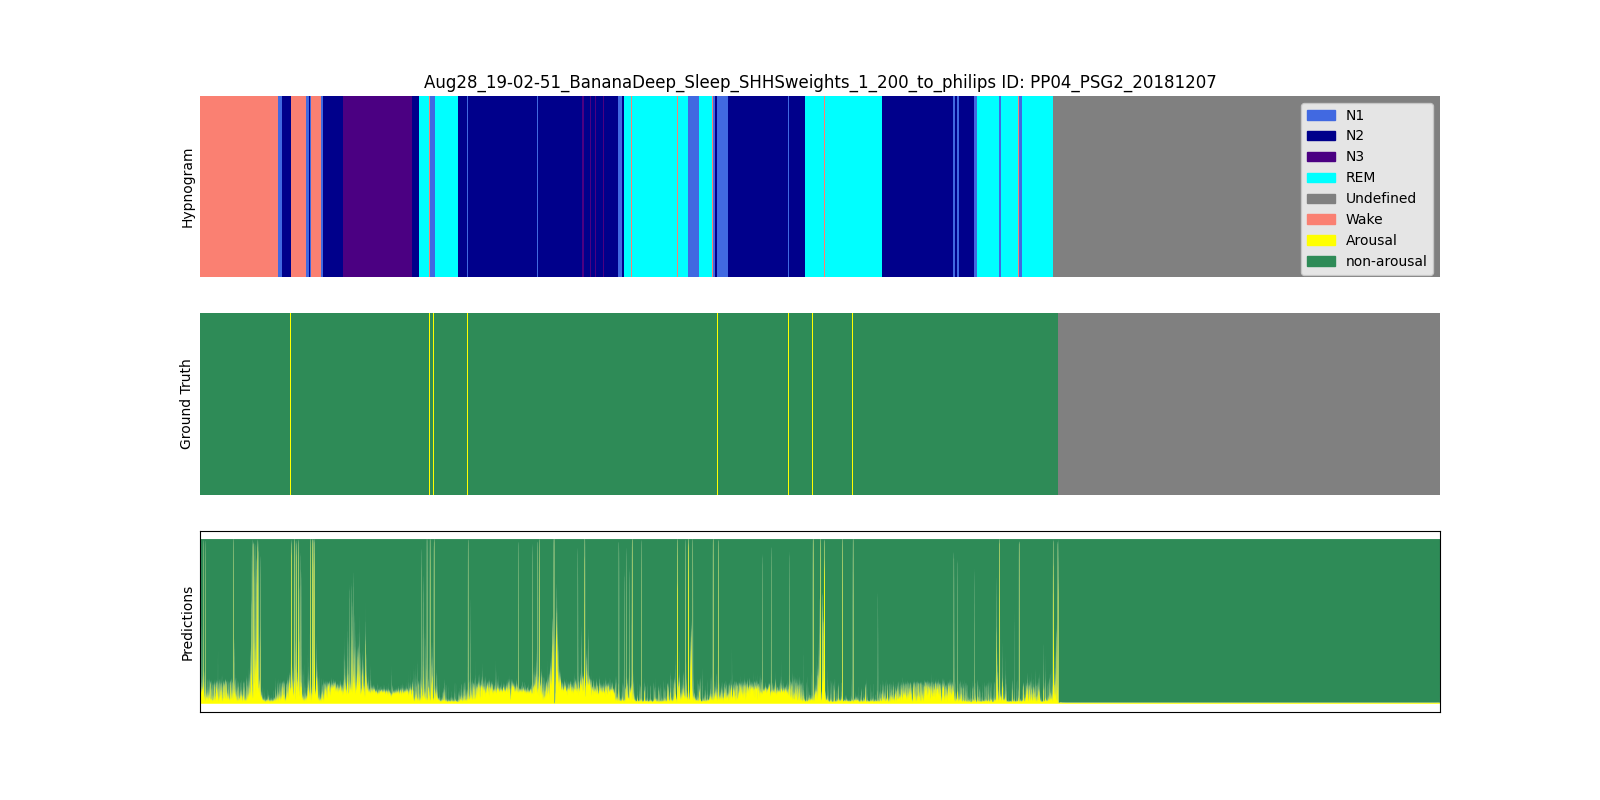 Aug28_19-02-51_BananaDeep_Sleep_SHHSweights_1_200_to_philips ID: PP04_PSG2_20181207
Hypnogram
N1
N2
N3
REM
Undefined
Wake
Arousal
non-arousal
Ground Truth
Predictions